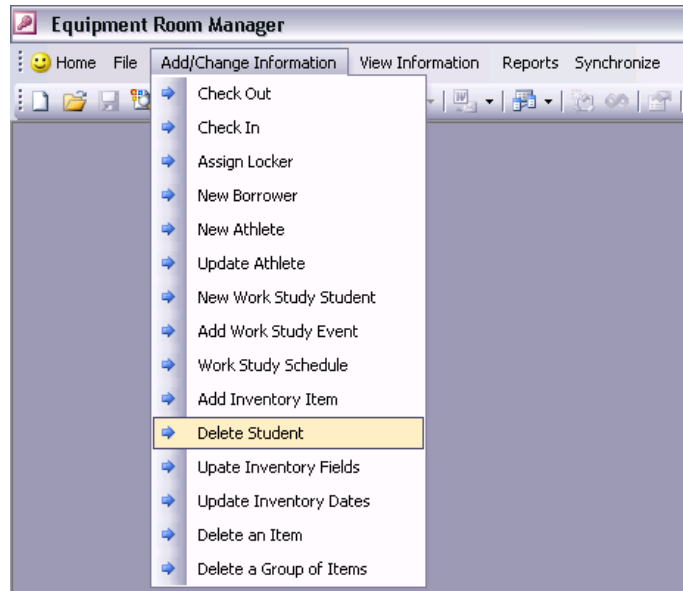 Equipment Room Manager
Home File Add/Change Information View Information Reports Synchronize
Check Out
Check In
Assign Locker
New Borrower
New Athlete
Update Athlete
New Work Study Student
Add Work Study Event
Work Study Schedule
Add Inventory Item
Delete Student
Upate Inventory Fields
Update Inventory Dates
Delete an Item
Delete a Group of Items